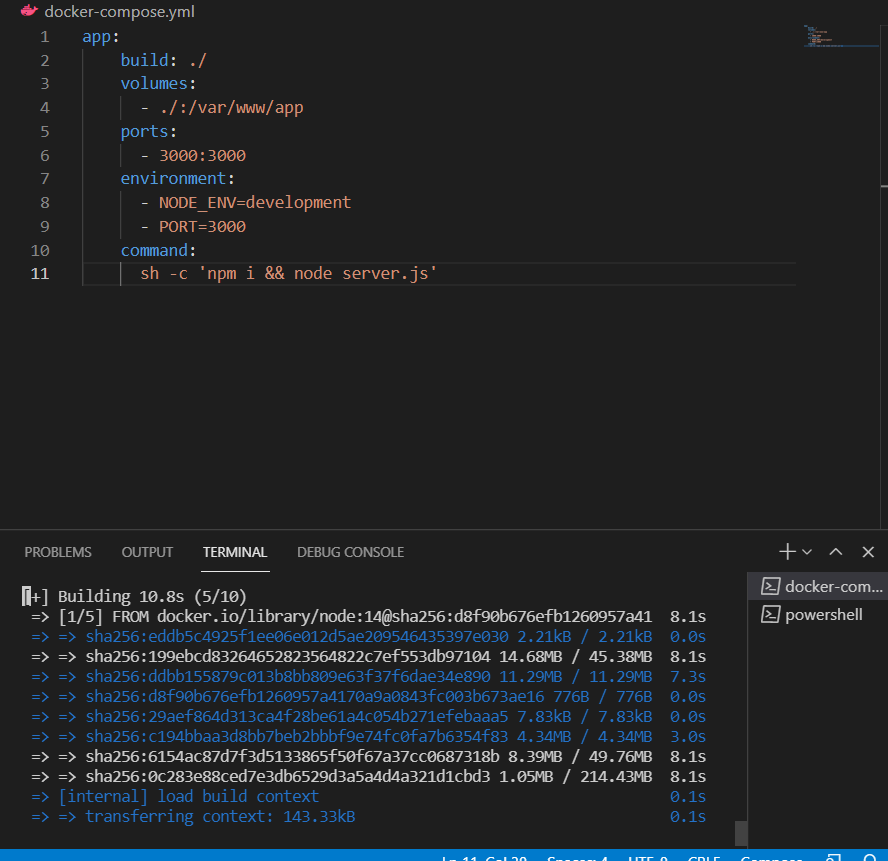 docker-compose.yml
1 app:
2 build: ./
3 volumes:
4 - ./:/var/www/app
5 ports:
6 - 3000:3000
7 environment:
8 - NODE_ENV=development
9 - PORT=3000
10 command:
11 sh -c 'npm i && node server.js'
PROBLEMS OUTPUT TERMINAL DEBUG CONSOLE
docker-com...
powershell
[+] Building 10.8s (5/10)
=> [1/5] FROM docker.io/library/node:14@sha256:d8f90b676efb1260957a41 8.1s
=> => sha256:eddb5c4925f1ee06e012d5ae209546435397e030 2.21kB / 2.21kB 0.0s
=> => sha256:199ebcd83264652823564822c7ef553db97104 14.68MB / 45.38MB 8.1s
=> => sha256:ddbb155879c013b8bb809e63f37f6dae34e890 11.29MB / 11.29MB 7.3s
=> => sha256:d8f90b676efb1260957a4170a9a0843fc003b673ae16 776B / 776B 0.0s
=> => sha256:29aef864d313ca4f28be61a4c054b271efebaaa5 7.83kB / 7.83kB 0.0s
=> => sha256:c194bbaa3d8bb7beb2bbbf9e74fc0fa7b6354f83 4.34MB / 4.34MB 3.0s
=> => sha256:6154ac87d7f3d5133865f50f67a37cc0687318b 8.39MB / 49.76MB 8.1s
=> => sha256:0c283e88ced7e3db6529d3a5a4d4a321d1cbd3 1.05MB / 214.43MB 8.1s
=> [internal] load build context 0.1s
=> => transferring context: 143.33kB 0.1s